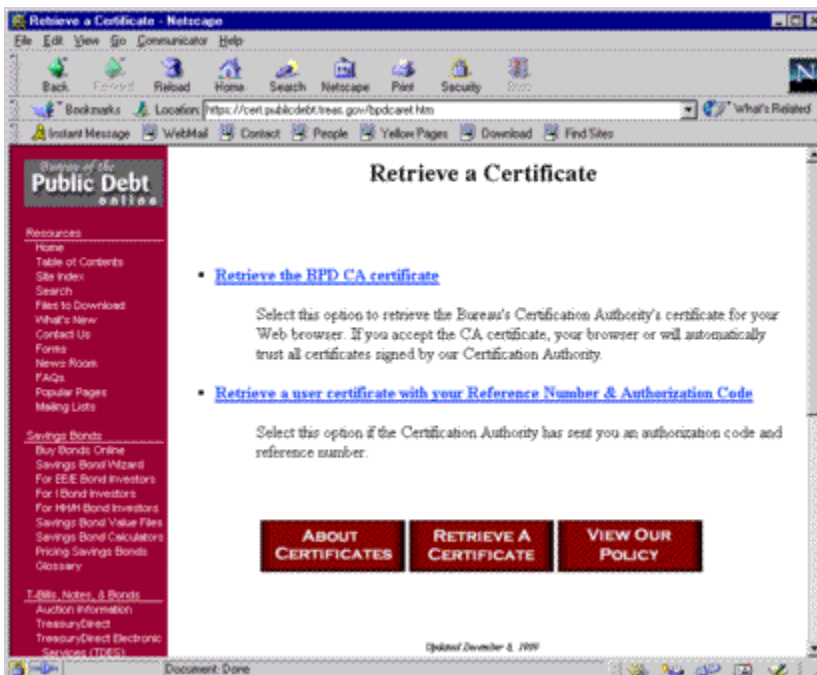 Retrieve a Certificate - Netscape
File Edit View Go Communicator Help
Back Forward Reload Home Search Netscape Print Security Stop
Bookmarks Location: https://cert.publicdebt.treas.gov/bpdcaret.htm What's Related
Instant Message WebMail Contact People Yellow Pages Download Find Sites
Bureau of the
Public Debt
online
Resources
Home
Table of Contents
Site Index
Search
Files to Download
What's New
Contact Us
Forms
News Room
FAQs
Popular Pages
Mailing Lists
Savings Bonds
Buy Bonds Online
Savings Bond Wizard
For EE/E Bond Investors
For I Bond Investors
For HH/H Bond Investors
Savings Bond Value Files
Savings Bond Calculators
Pricing Savings Bonds
Glossary
T-Bills, Notes, & Bonds
Auction Information
TreasuryDirect
TreasuryDirect Electronic
Services (TDES)
Retrieve a Certificate
Retrieve the BPD CA certificate
Select this option to retrieve the Bureau's Certification Authority's certificate for your
Web browser. If you accept the CA certificate, your browser or will automatically
trust all certificates signed by our Certification Authority.
Retrieve a user certificate with your Reference Number & Authorization Code
Select this option if the Certification Authority has sent you an authorization code and
reference number.
ABOUT
CERTIFICATES
RETRIEVE A
CERTIFICATE
VIEW OUR
POLICY
Updated December 8, 1999
Document: Done